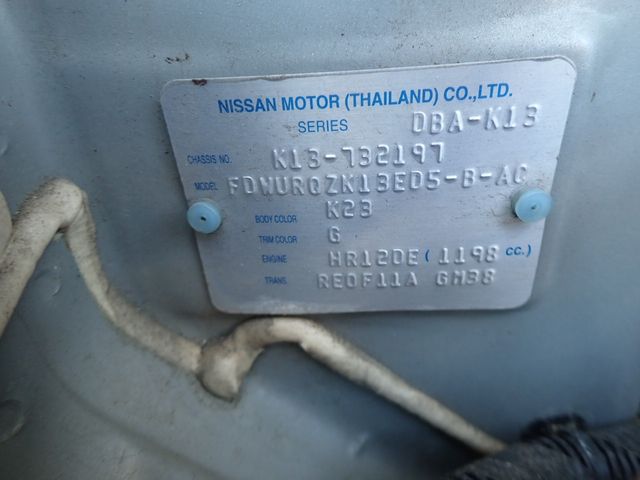 NISSAN MOTOR (THAILAND) CO.,LTD.
SERIES DBA-K13
CHASSIS NO. K13-732197
MODEL FDWURQZK13ED5-B-AC
BODY COLOR K23
TRIM COLOR G
ENGINE HR12DE ( 1198 CC.)
TRANS. RE0F11A GM38